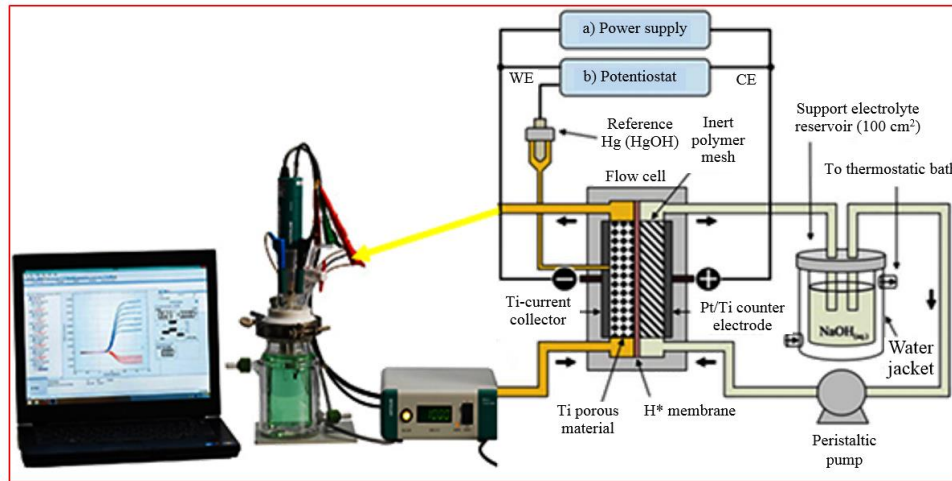 a) Power supply
WE
b) Potentiostat
CE
Reference
Hg (HgOH)
Inert
polymer
mesh
Support electrolyte
reservoir (100 cm²)
To thermostatic bath
Flow cell
Ti-current
collector
Pt/Ti counter
electrode
NaOH(aq.)
Water
jacket
Ti porous
material
H* membrane
Peristaltic
pump